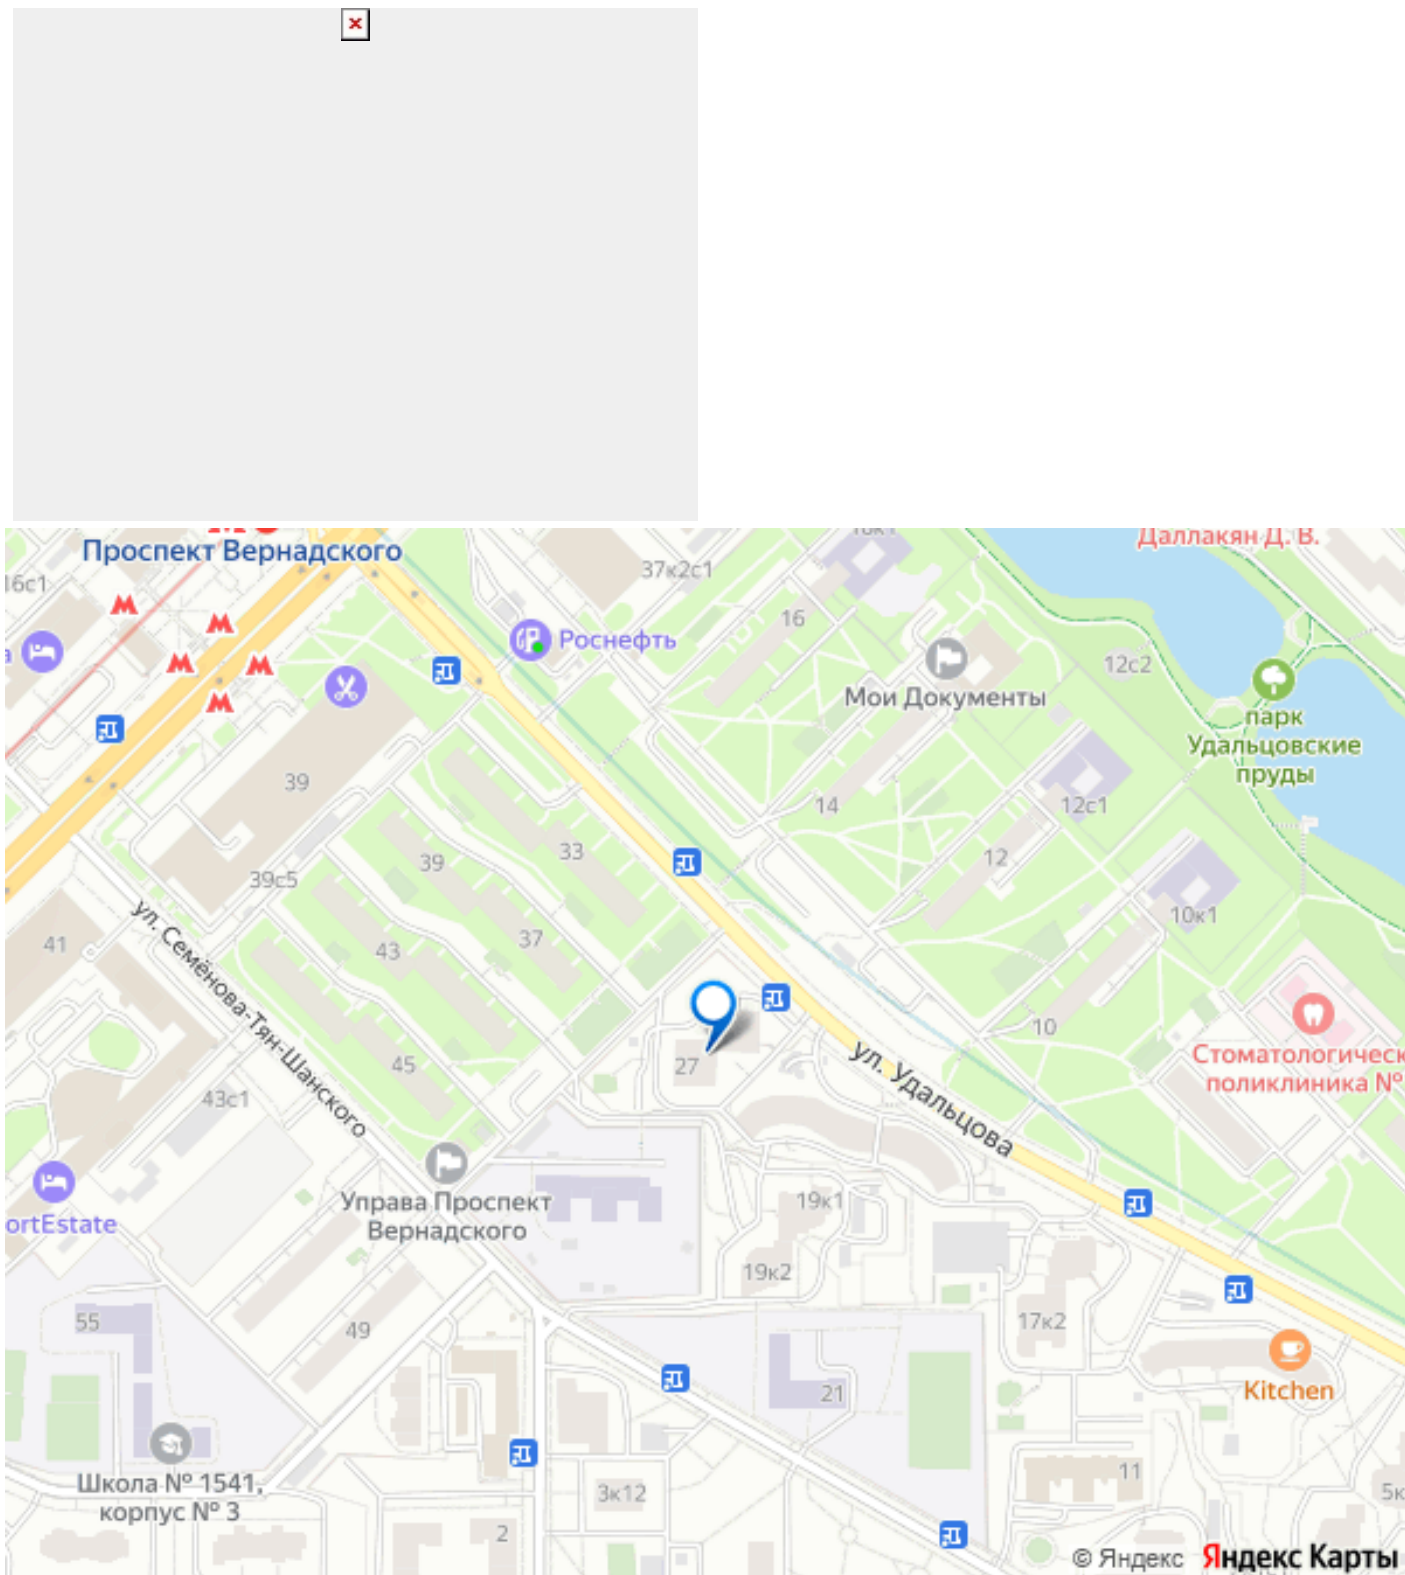 Даллакян Д. В.
Проспект Вернадского
16с1
37к2с1
16
Роснефть
12с2
Мои Документы
парк
Удальцовские
пруды
39
14
12с1
33
39
12
39с5
10к1
41
ул. Семёнова-Тян-Шанского
37
43
10
27
ул. Удальцова
Стоматологическ
поликлиника №
45
43с1
Управа Проспект
Вернадского
19к1
ortEstate
19к2
55
49
17к2
Kitchen
21
Школа № 1541,
корпус № 3
11
3к12
5к
2
© Яндекс
Яндекс Карты